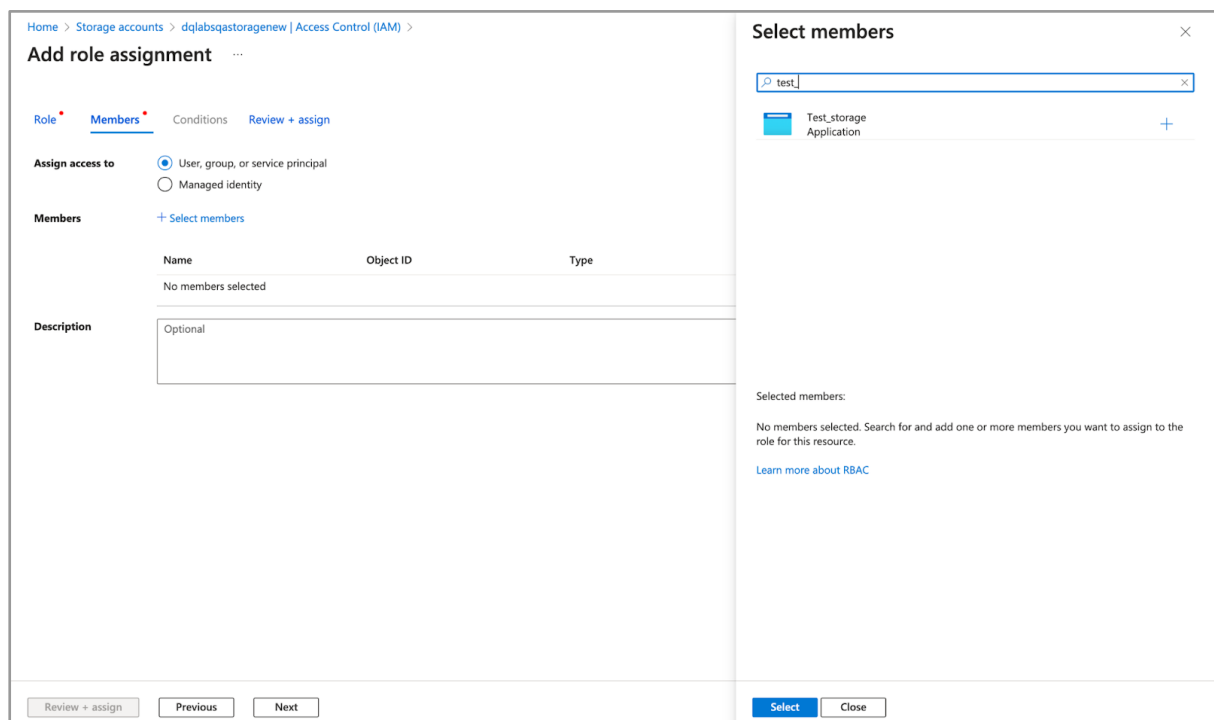 Home > Storage accounts > dqlabsqastoragenew | Access Control (IAM) >
Add role assignment ...
Role * Members * Conditions Review + assign
Assign access to
User, group, or service principal
Managed identity
Members
+ Select members
Name Object ID Type
No members selected
Description
Optional
Review + assign Previous Next
Select members
test_
Test_storage
Application
Selected members:
No members selected. Search for and add one or more members you want to assign to the
role for this resource.
Learn more about RBAC
Select Close